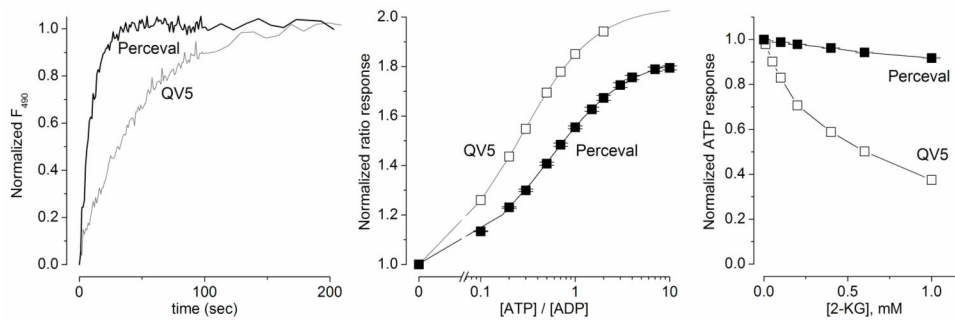 Normalized F490
1.0
0.8
0.6
0.4
0.2
0.0
Perceval
QV5
0
50
100
150
200
time (sec)
Normalized ratio response
2.0
1.8
1.6
1.4
1.2
1.0
QV5
Perceval
0
0.1
1
10
[ATP] / [ADP]
Normalized ATP response
1.0
0.8
0.6
0.4
0.2
0.0
Perceval
QV5
0.0
0.5
1.0
[2-KG], mM